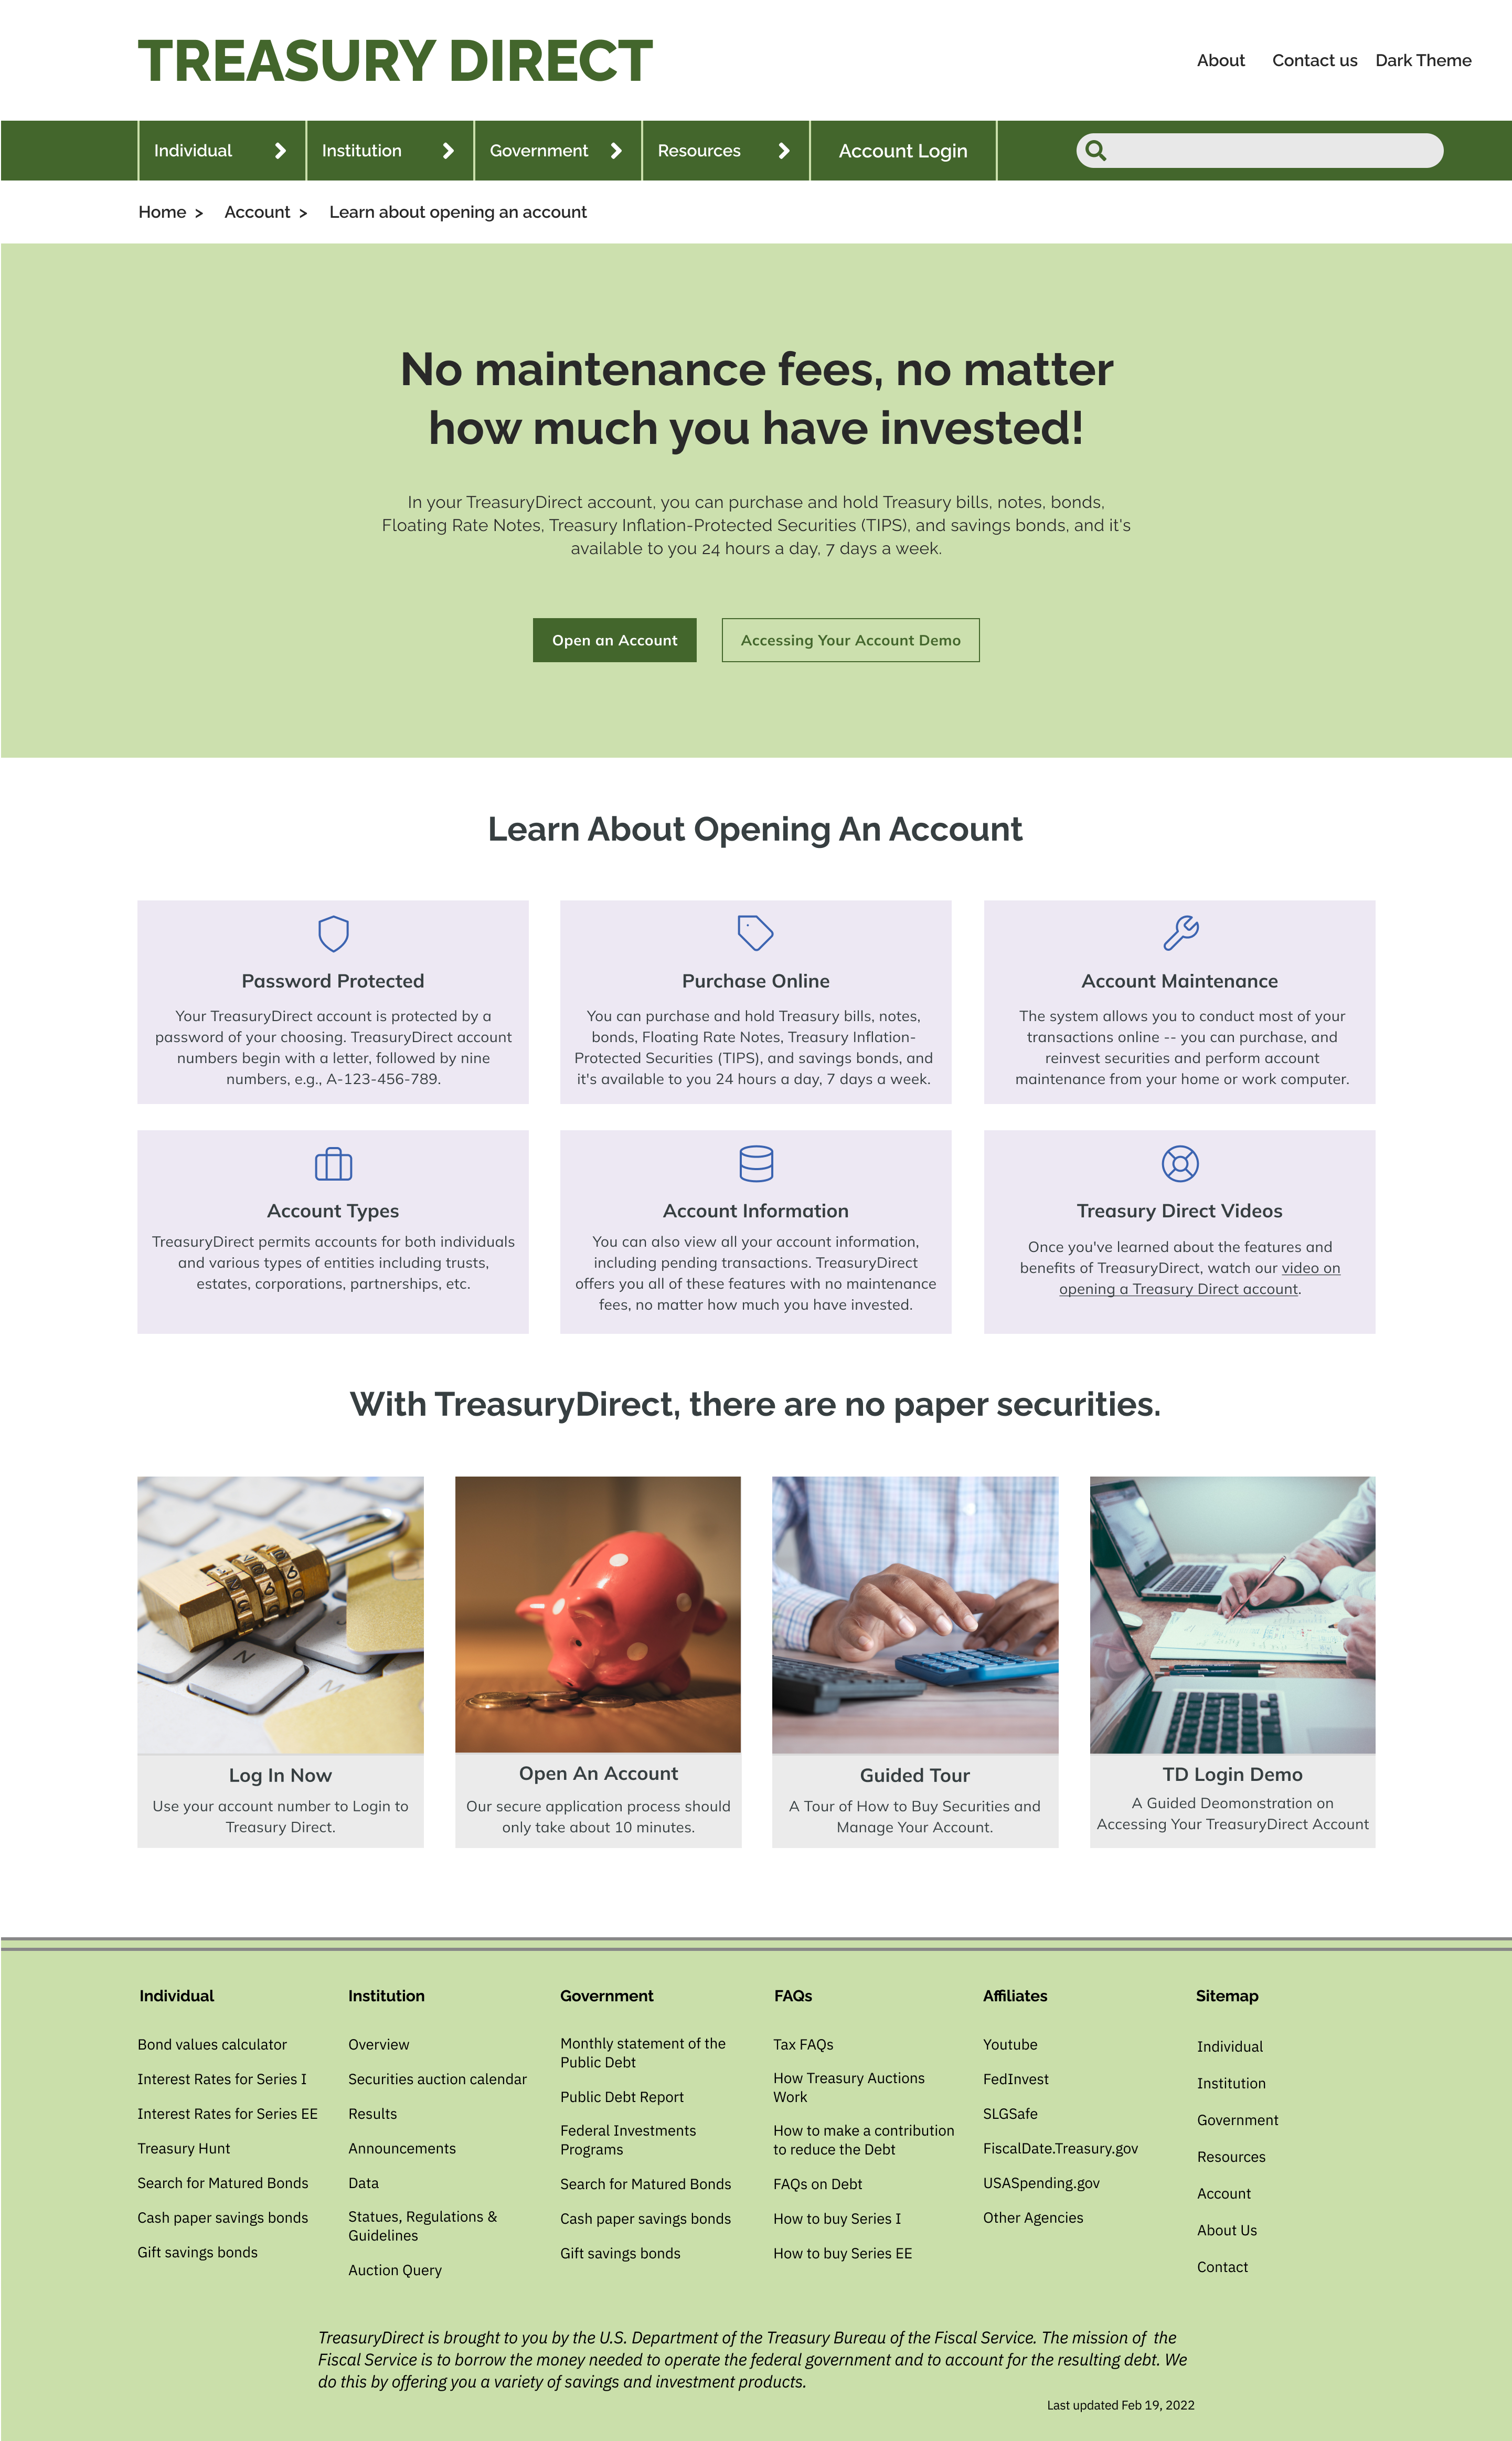 TREASURY DIRECT
About Contact us Dark Theme
Individual Institution Government Resources Account Login
Home > Account > Learn about opening an account
No maintenance fees, no matter
how much you have invested!
In your TreasuryDirect account, you can purchase and hold Treasury bills, notes, bonds,
Floating Rate Notes, Treasury Inflation-Protected Securities (TIPS), and savings bonds, and it's
available to you 24 hours a day, 7 days a week.
Open an Account
Accessing Your Account Demo
Learn About Opening An Account
Password Protected
Your TreasuryDirect account is protected by a
password of your choosing. TreasuryDirect account
numbers begin with a letter, followed by nine
numbers, e.g., A-123-456-789.
Purchase Online
You can purchase and hold Treasury bills, notes,
bonds, Floating Rate Notes, Treasury Inflation-
Protected Securities (TIPS), and savings bonds, and
it's available to you 24 hours a day, 7 days a week.
Account Maintenance
The system allows you to conduct most of your
transactions online -- you can purchase, and
reinvest securities and perform account
maintenance from your home or work computer.
Account Types
TreasuryDirect permits accounts for both individuals
and various types of entities including trusts,
estates, corporations, partnerships, etc.
Account Information
You can also view all your account information,
including pending transactions. TreasuryDirect
offers you all of these features with no maintenance
fees, no matter how much you have invested.
Treasury Direct Videos
Once you've learned about the features and
benefits of TreasuryDirect, watch our video on
opening a Treasury Direct account.
With TreasuryDirect, there are no paper securities.
N
M
Log In Now
Use your account number to Login to
Treasury Direct.
Open An Account
Our secure application process should
only take about 10 minutes.
Guided Tour
A Tour of How to Buy Securities and
Manage Your Account.
TD Login Demo
A Guided Deomonstration on
Accessing Your TreasuryDirect Account
Individual
Bond values calculator
Interest Rates for Series I
Interest Rates for Series EE
Treasury Hunt
Search for Matured Bonds
Cash paper savings bonds
Gift savings bonds
Institution
Overview
Securities auction calendar
Results
Announcements
Data
Statues, Regulations &
Guidelines
Auction Query
Government
Monthly statement of the
Public Debt
Public Debt Report
Federal Investments
Programs
Search for Matured Bonds
Cash paper savings bonds
Gift savings bonds
FAQs
Tax FAQs
How Treasury Auctions
Work
How to make a contribution
to reduce the Debt
FAQs on Debt
How to buy Series I
How to buy Series EE
Affiliates
Youtube
FedInvest
SLGSafe
FiscalDate.Treasury.gov
USASpending.gov
Other Agencies
Sitemap
Individual
Institution
Government
Resources
Account
About Us
Contact
TreasuryDirect is brought to you by the U.S. Department of the Treasury Bureau of the Fiscal Service. The mission of the
Fiscal Service is to borrow the money needed to operate the federal government and to account for the resulting debt. We
do this by offering you a variety of savings and investment products.
Last updated Feb 19, 2022